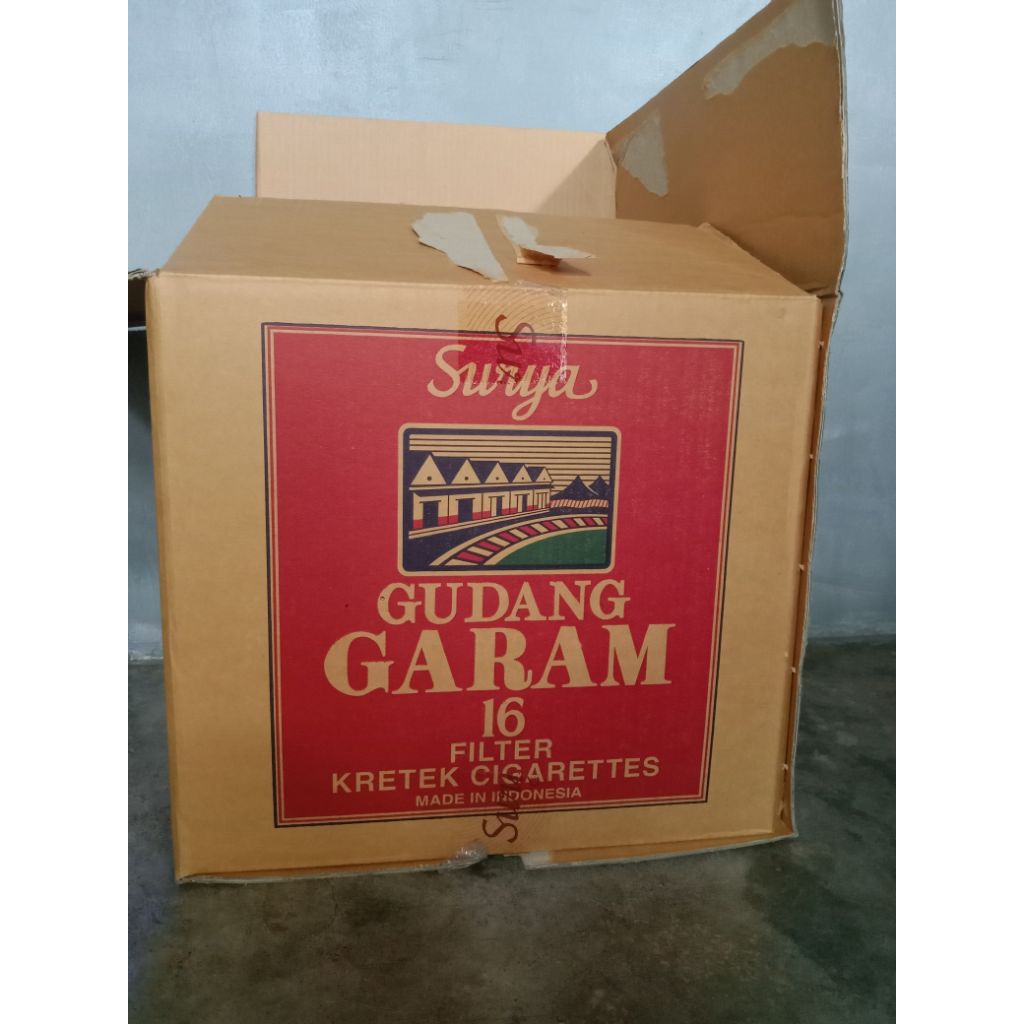 Surya
GUDANG
GARAM
16
FILTER
KRETEK CIGARETTES
MADE IN INDONESIA